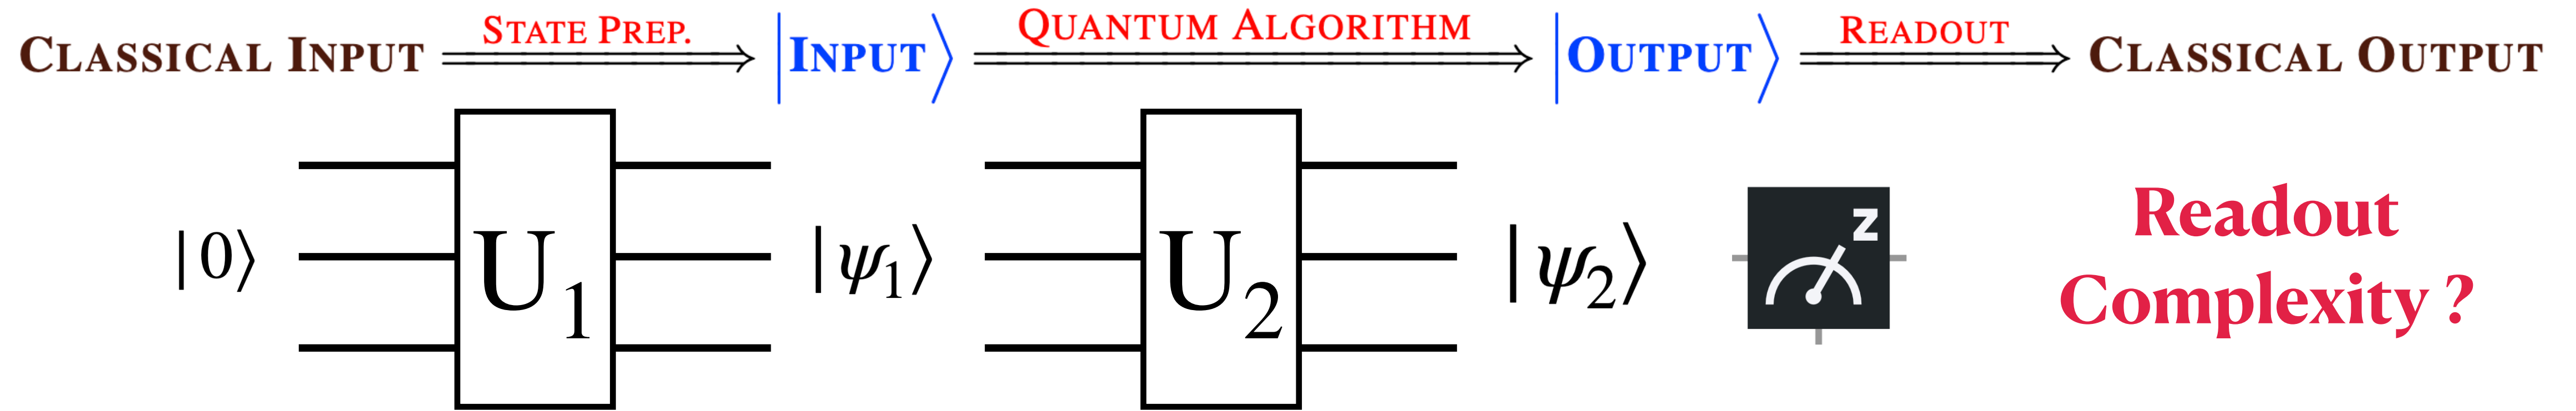 CLASSICAL INPUT STATE PREP. |INPUT⟩ QUANTUM ALGORITHM |OUTPUT⟩ READOUT CLASSICAL OUTPUT
|0⟩ U₁ |ψ₁⟩ U₂ |ψ₂⟩ z
Readout
Complexity ?